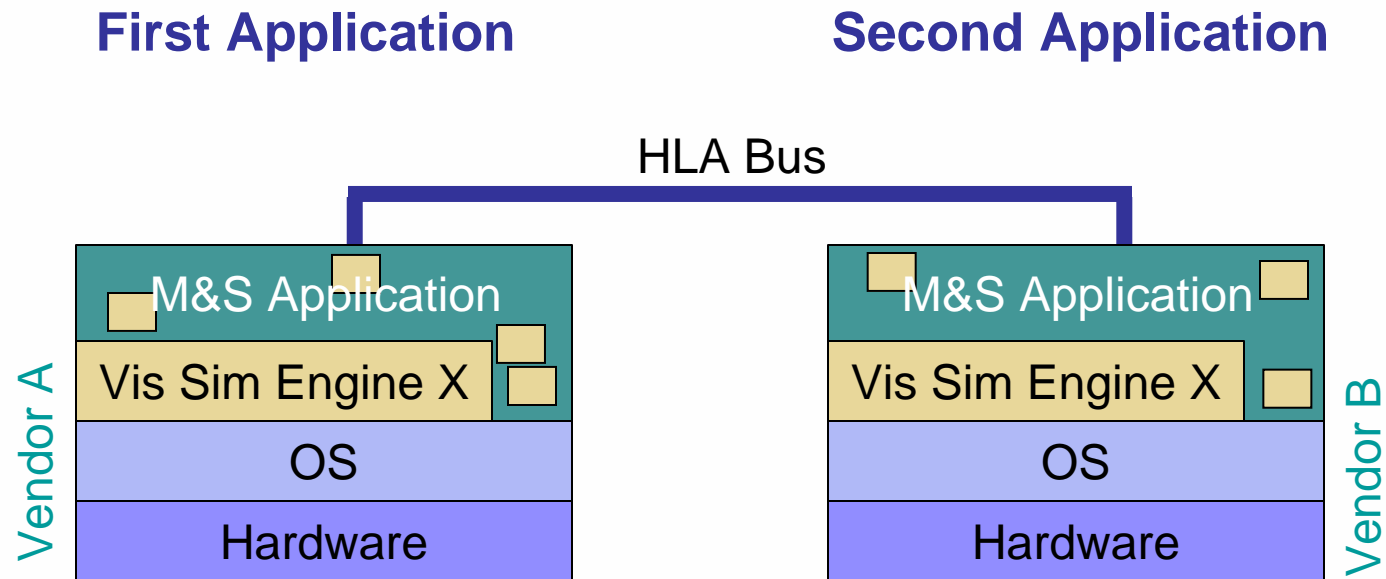 First Application
Second Application
HLA Bus
M&S Application
Vis Sim Engine X
OS
Hardware
Vendor A
M&S Application
Vis Sim Engine X
OS
Hardware
Vendor B